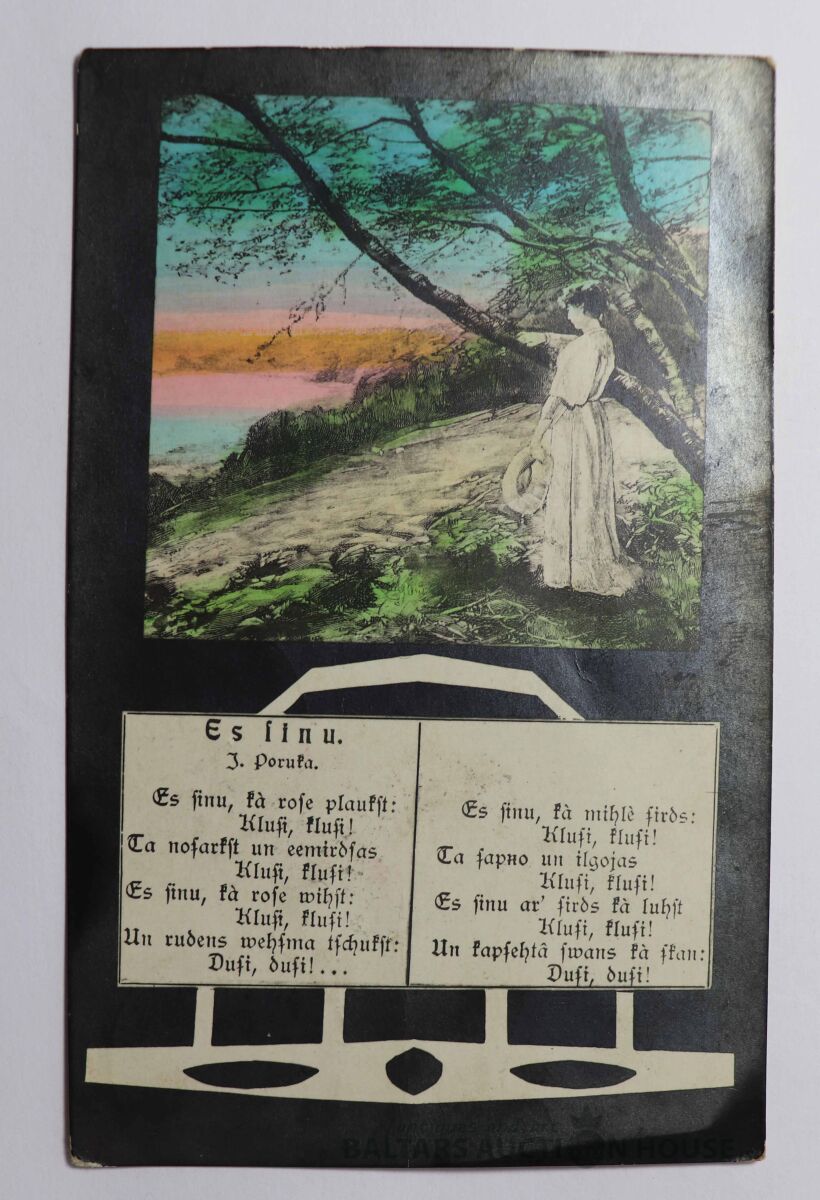 Es ſinu.
J. Poruka.
Es ſinu, kà roſe plaukſt:
Kluſi, kluſi!
Ta noſarkſt un eemirdſas
Kluſi, kluſi!
Es ſinu, kà roſe wihſt:
Kluſi, kluſi!
Un rudens wehſma tſchukſt:
Duſi, duſi!...
Es ſinu, kà mihlè ſirds:
Kluſi, kluſi!
Ta ſapнo un ilgojas
Kluſi, kluſi!
Es ſinu ar' ſirds kà luhſt
Kluſi, kluſi!
Un kapſehtâ ſwans kà ſkan:
Duſi, duſi!
BALTARS AUCTION HOUSE